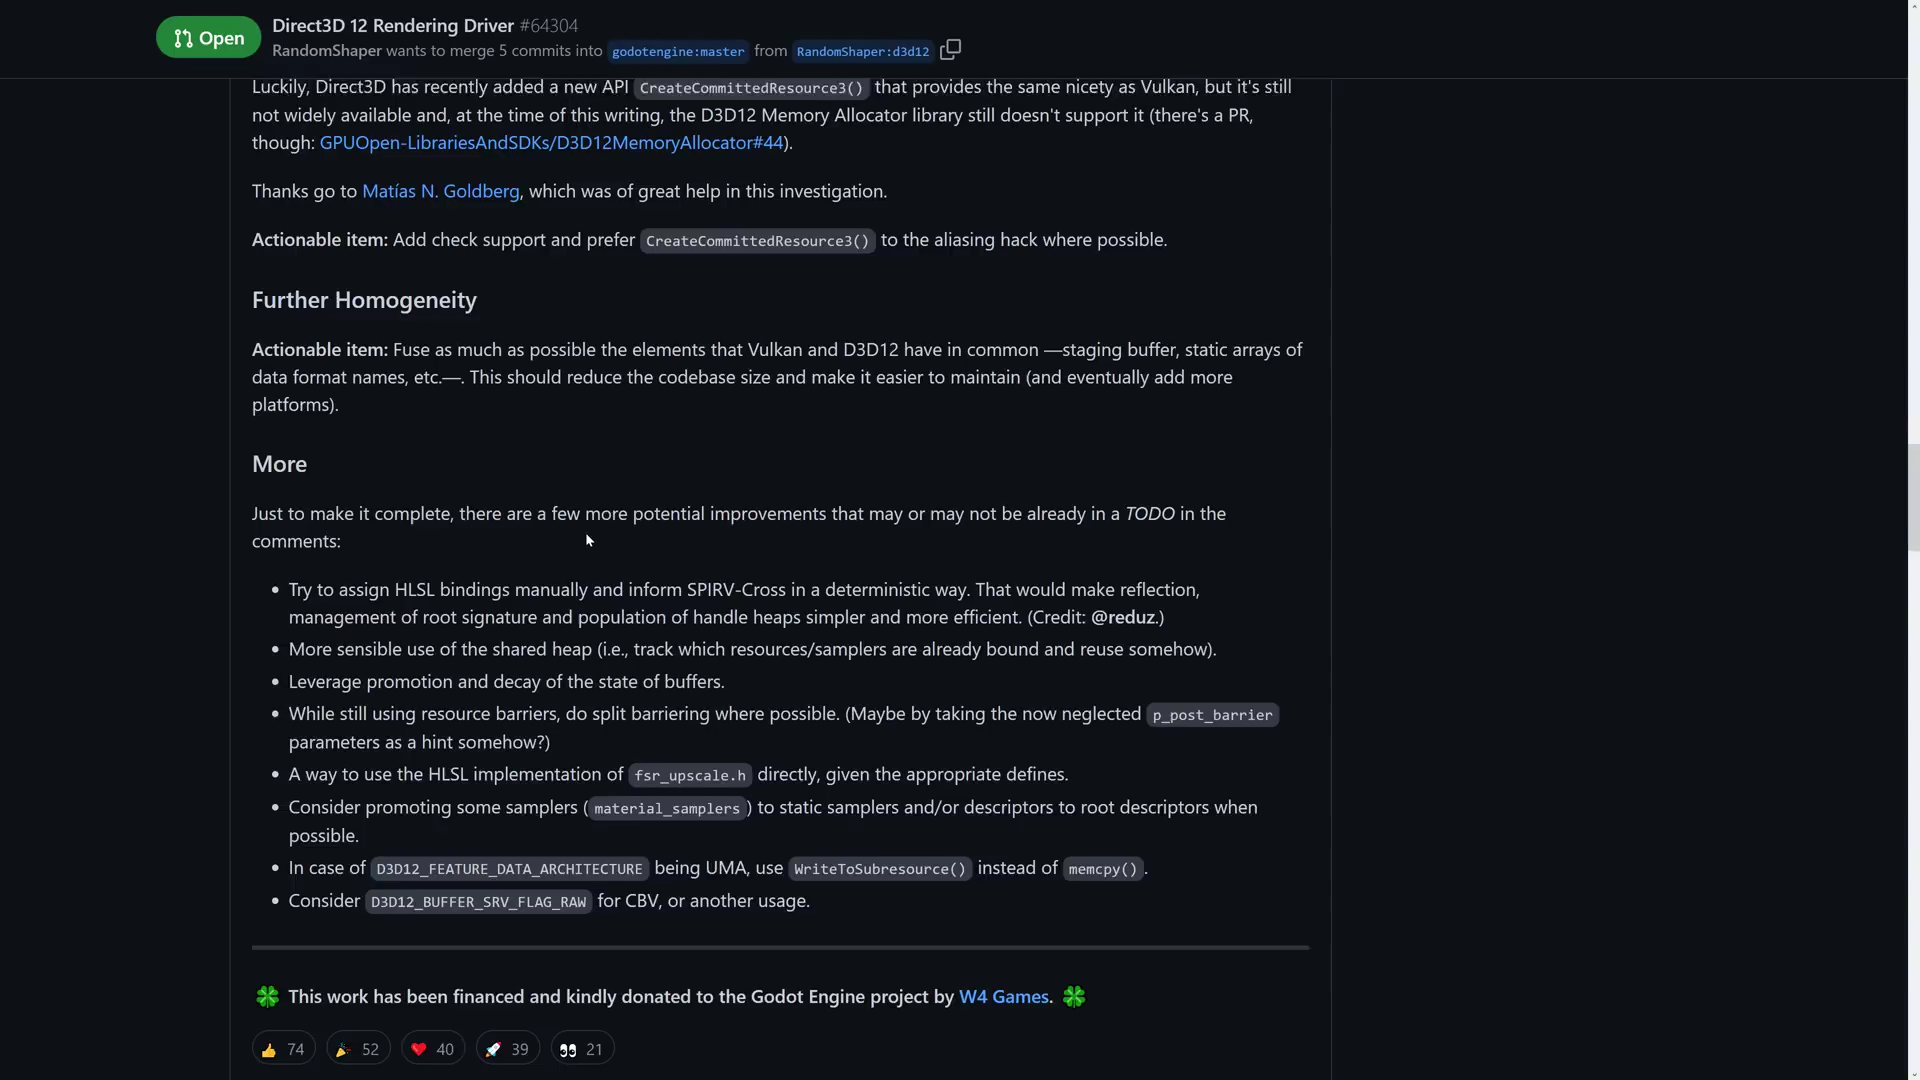 Open
Direct3D 12 Rendering Driver #64304
RandomShaper wants to merge 5 commits into godotengine:master from RandomShaper:d3d12
Luckily, Direct3D has recently added a new API CreateCommittedResource3() that provides the same nicety as Vulkan, but it's still
not widely available and, at the time of this writing, the D3D12 Memory Allocator library still doesn't support it (there's a PR,
though: GPUOpen-LibrariesAndSDKs/D3D12MemoryAllocator#44).
Thanks go to Matías N. Goldberg, which was of great help in this investigation.
Actionable item: Add check support and prefer CreateCommittedResource3() to the aliasing hack where possible.
Further Homogeneity
Actionable item: Fuse as much as possible the elements that Vulkan and D3D12 have in common —staging buffer, static arrays of
data format names, etc.—. This should reduce the codebase size and make it easier to maintain (and eventually add more
platforms).
More
Just to make it complete, there are a few more potential improvements that may or may not be already in a TODO in the
comments:
• Try to assign HLSL bindings manually and inform SPIRV-Cross in a deterministic way. That would make reflection,
management of root signature and population of handle heaps simpler and more efficient. (Credit: @reduz.)
• More sensible use of the shared heap (i.e., track which resources/samplers are already bound and reuse somehow).
• Leverage promotion and decay of the state of buffers.
• While still using resource barriers, do split barriering where possible. (Maybe by taking the now neglected p_post_barrier
parameters as a hint somehow?)
• A way to use the HLSL implementation of fsr_upscale.h directly, given the appropriate defines.
• Consider promoting some samplers (material_samplers) to static samplers and/or descriptors to root descriptors when
possible.
• In case of D3D12_FEATURE_DATA_ARCHITECTURE being UMA, use WriteToSubresource() instead of memcpy().
• Consider D3D12_BUFFER_SRV_FLAG_RAW for CBV, or another usage.
🍀 This work has been financed and kindly donated to the Godot Engine project by W4 Games. 🍀
👍 74 🎉 52 ❤️ 40 🚀 39 👀 21